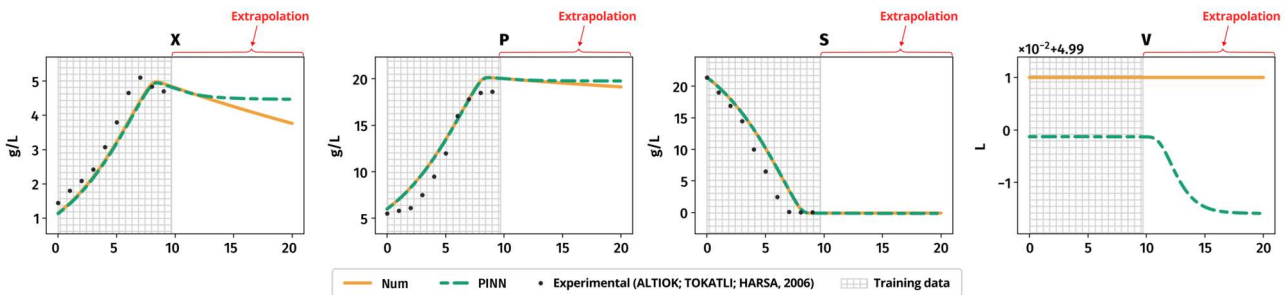 Extrapolation
X
g/L
5
4
3
2
1
0 5 10 15 20
Extrapolation
P
g/L
20
15
10
5
0 5 10 15 20
Extrapolation
S
g/L
20
15
10
5
0
0 5 10 15 20
Extrapolation
×10⁻²+4.99 V
L
1
0
−1
0 5 10 15 20
Num PINN Experimental (ALTIOK; TOKATLI; HARSA, 2006) Training data